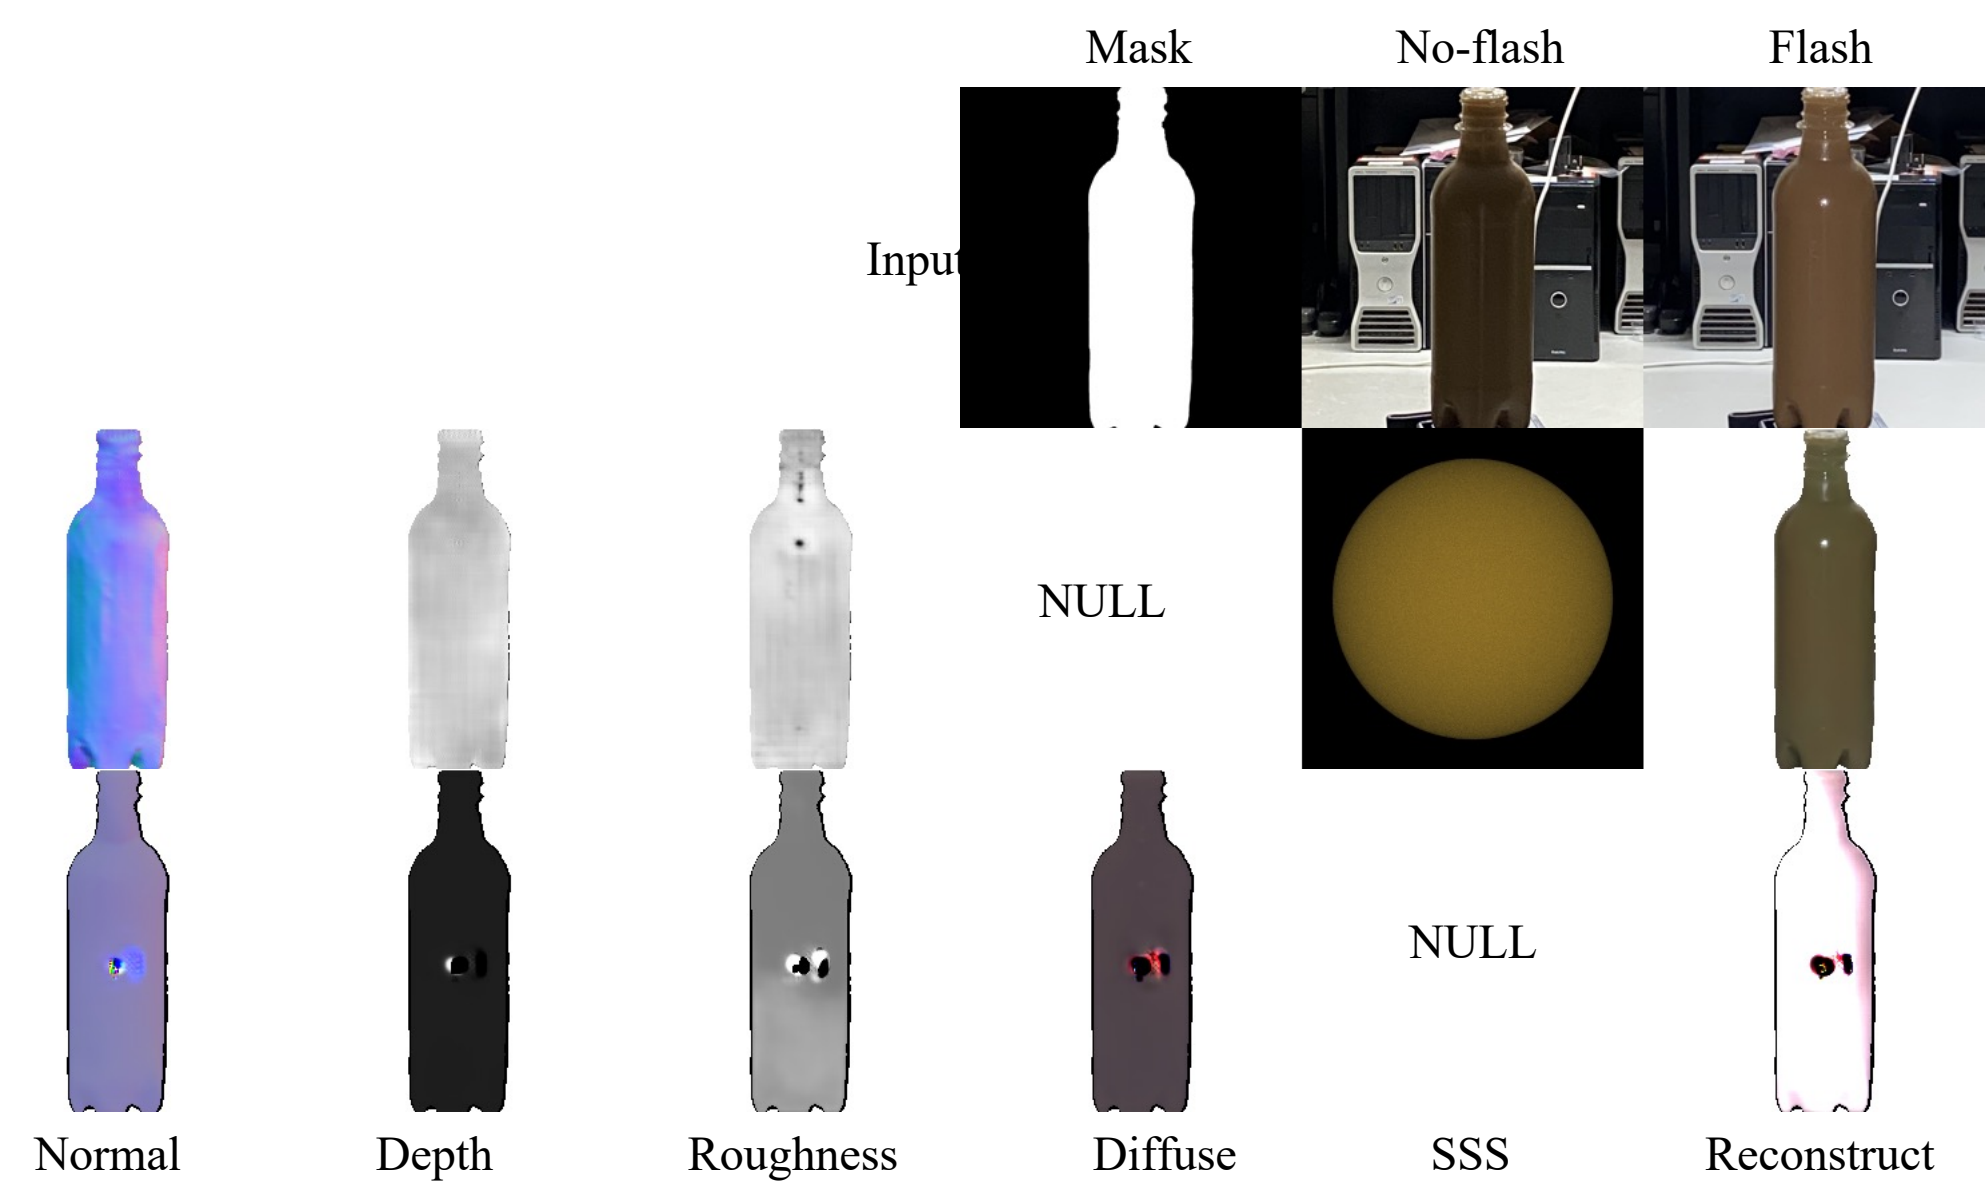 Mask No-flash Flash
Input
NULL
NULL
Normal Depth Roughness Diffuse SSS Reconstruct